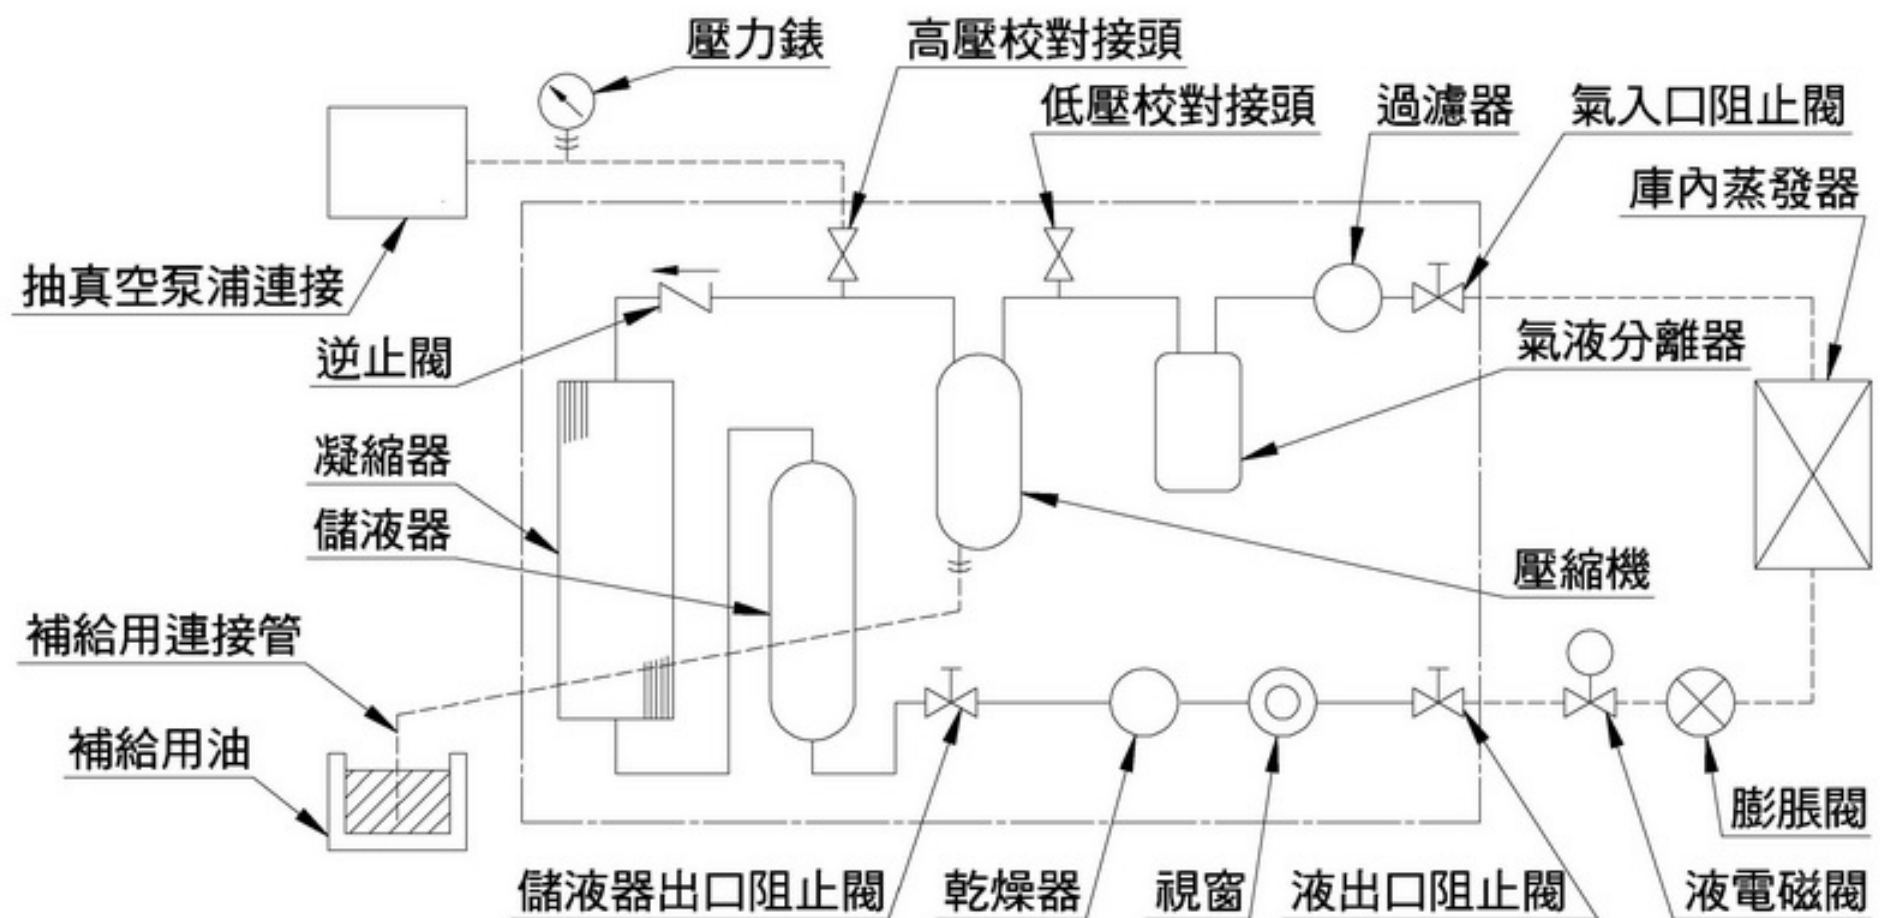 壓力錶
高壓校對接頭
低壓校對接頭
過濾器
氣入口阻止閥
庫內蒸發器
抽真空泵浦連接
逆止閥
氣液分離器
凝縮器
儲液器
壓縮機
補給用連接管
補給用油
膨脹閥
儲液器出口阻止閥
乾燥器
視窗
液出口阻止閥
液電磁閥